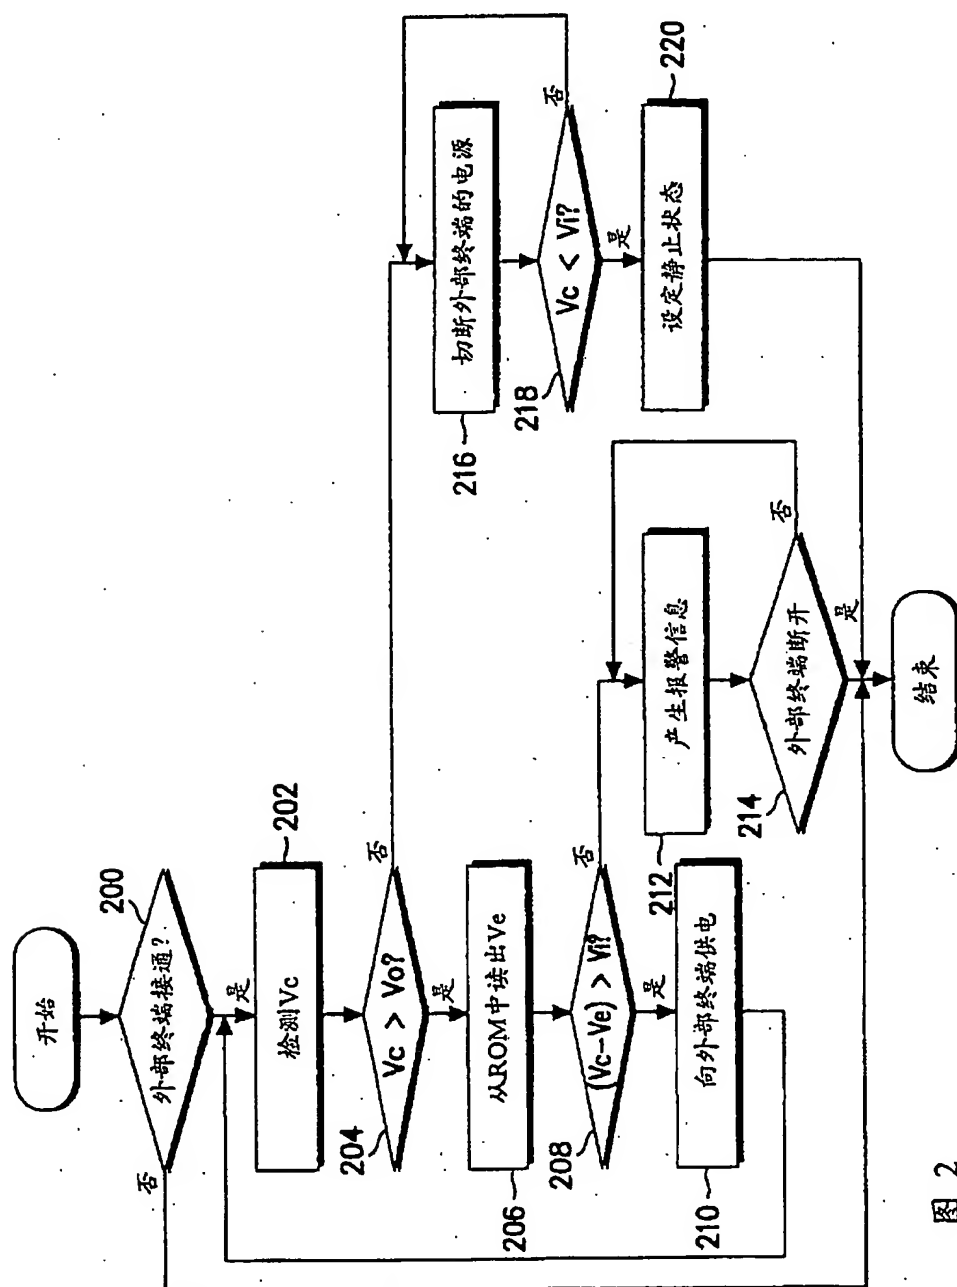 开始
外部终端接通?
200
否
是
检测Vc
202
Vc > Vo?
204
否
是
从ROM中读出Ve
206
(Vc-Ve) > Vi?
208
否
是
向外部终端供电
210
产生报警信息
212
外部终端断开
214
否
是
切断外部终端的电源
216
Vc < Vi?
218
否
是
设定静止状态
220
结束
图 2